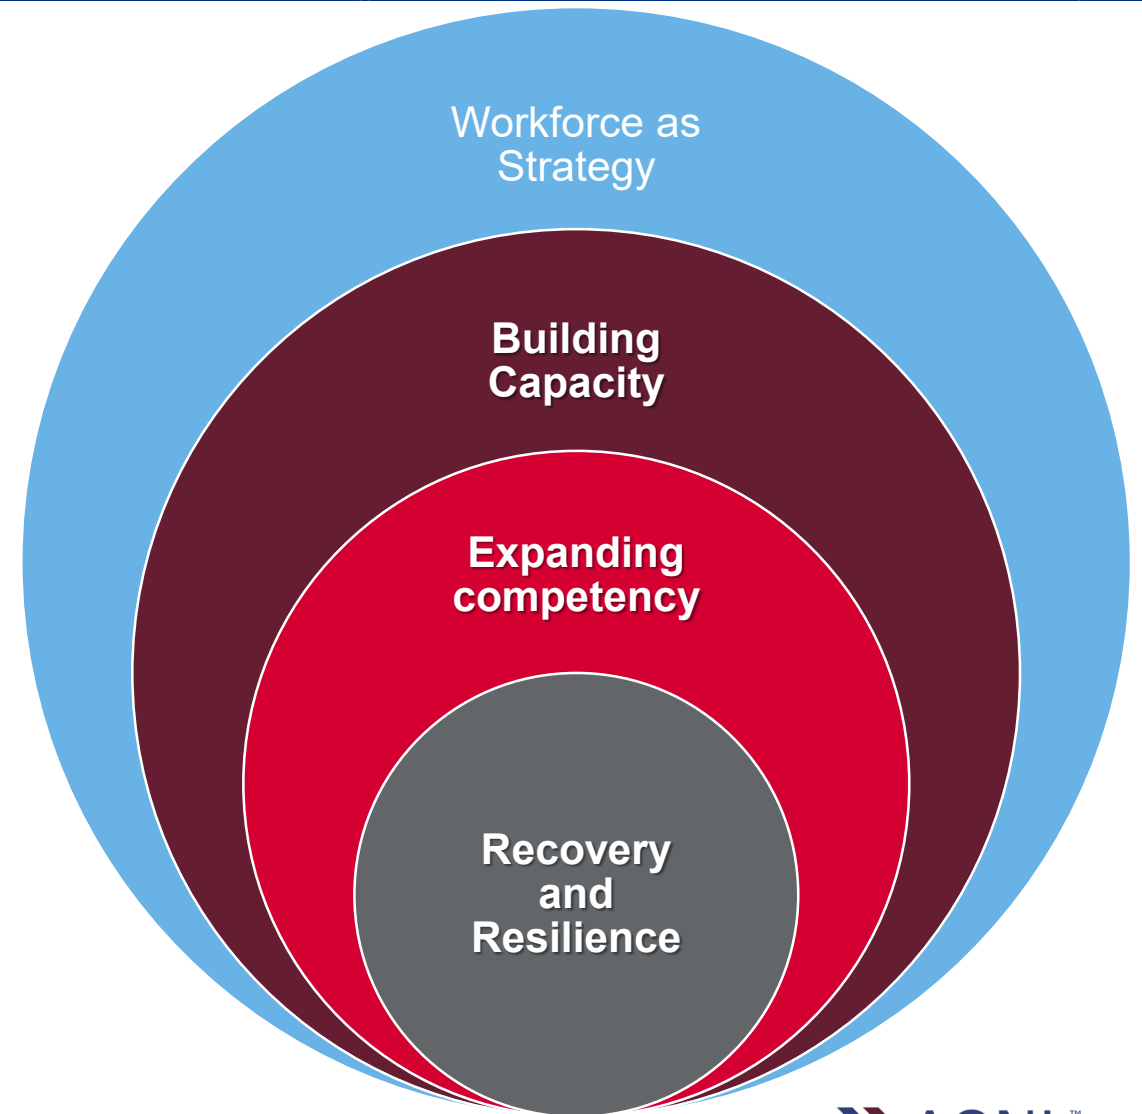 Workforce as
Strategy
Building
Capacity
Expanding
competency
Recovery
and
Resilience